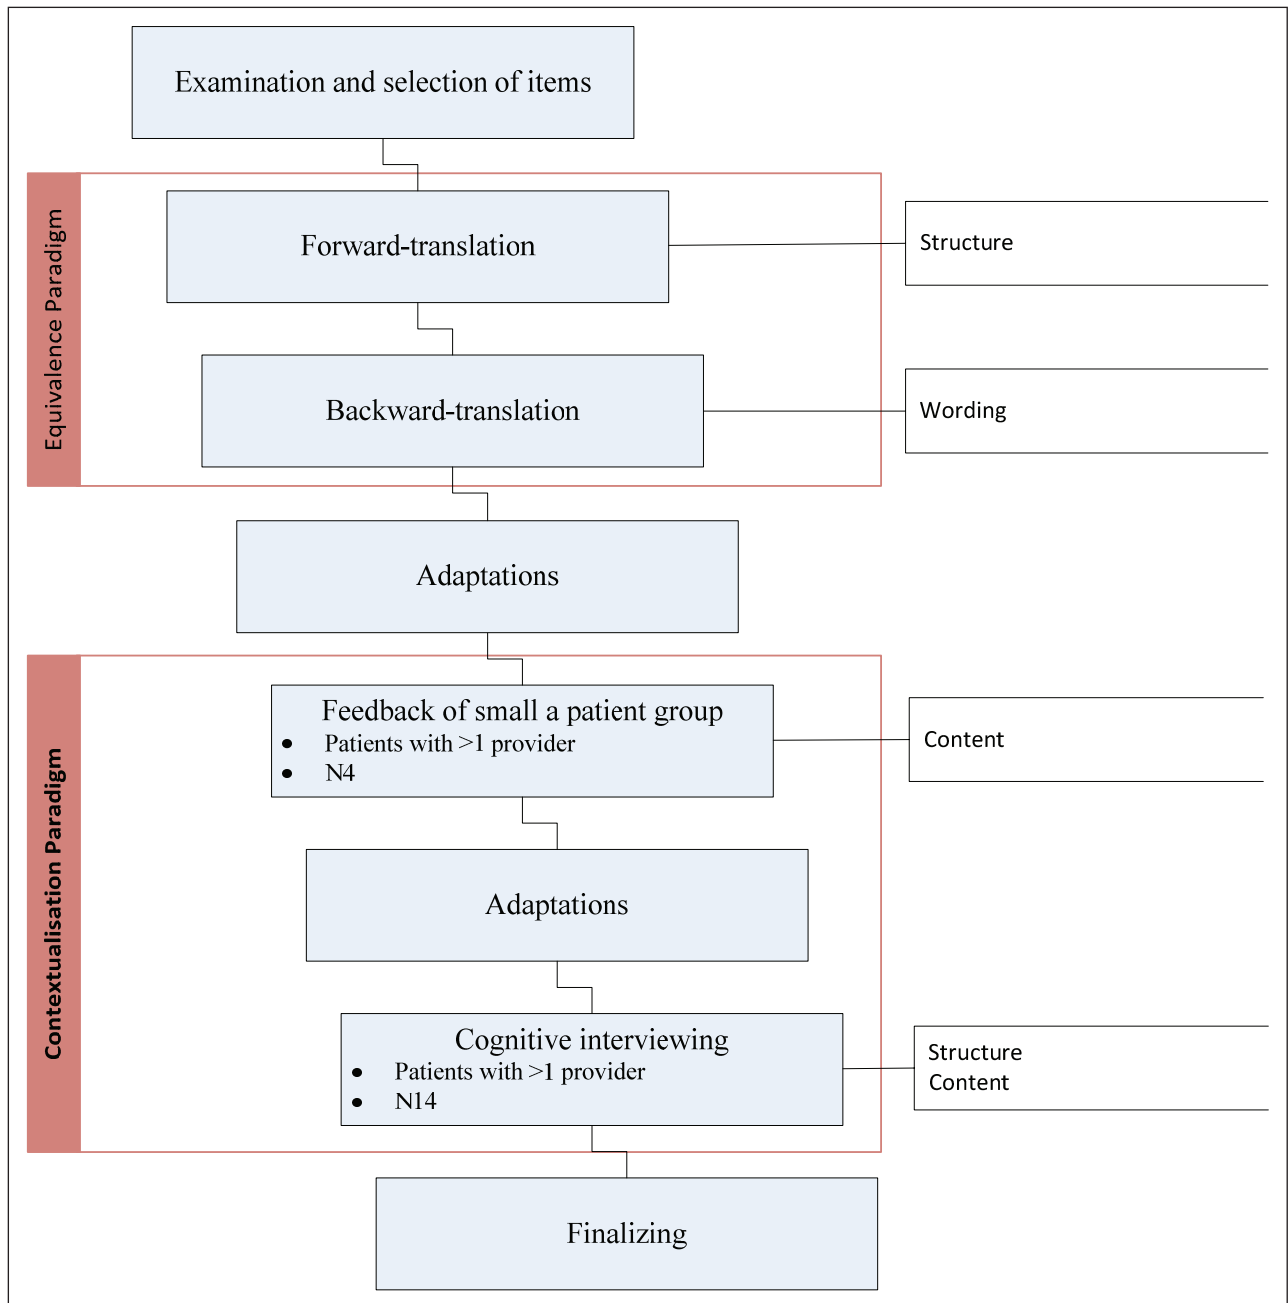 Examination and selection of items
Equivalence Paradigm
Forward-translation
Structure
Backward-translation
Wording
Adaptations
Contextualisation Paradigm
Feedback of small a patient group
• Patients with >1 provider
• N4
Content
Adaptations
Cognitive interviewing
• Patients with >1 provider
• N14
Structure
Content
Finalizing